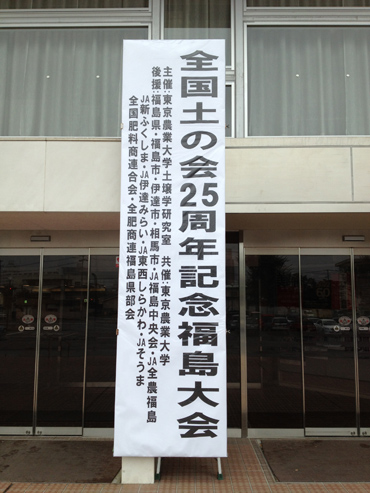 全国土の会25周年記念福島大会
主催:東京農業大学土壌学研究室 共催:東京農業大学
後援:福島県・福島市・伊達市・相馬市・JA福島中央会・JA全農福島
JA新ふくしま・JA伊達みらい・JA東西しらかわ・JAそうま
全国肥料商連合会・全肥商連福島県部会